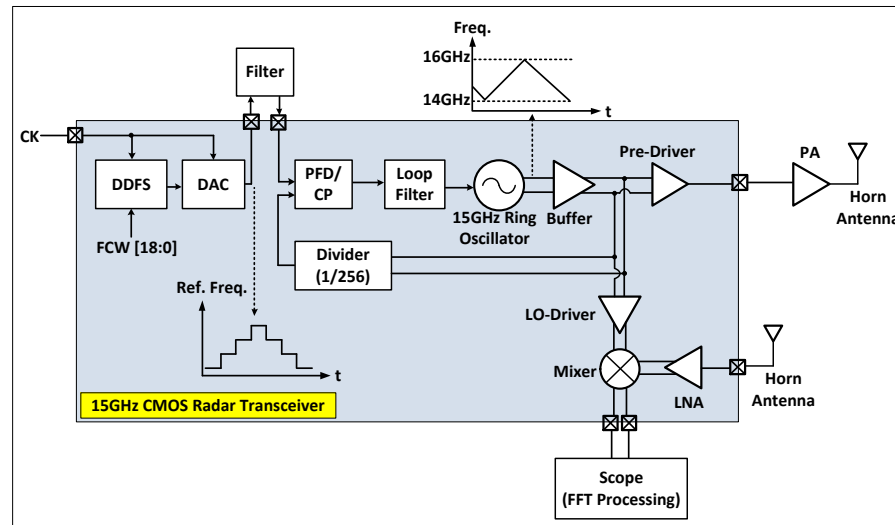 Freq.
16GHz
14GHz
t
Filter
CK
DDFS
DAC
FCW [18:0]
PFD/
CP
Loop
Filter
15GHz Ring
Oscillator
Buffer
Pre-Driver
PA
Horn
Antenna
Divider
(1/256)
Ref. Freq.
t
LO-Driver
Mixer
LNA
Horn
Antenna
15GHz CMOS Radar Transceiver
Scope
(FFT Processing)